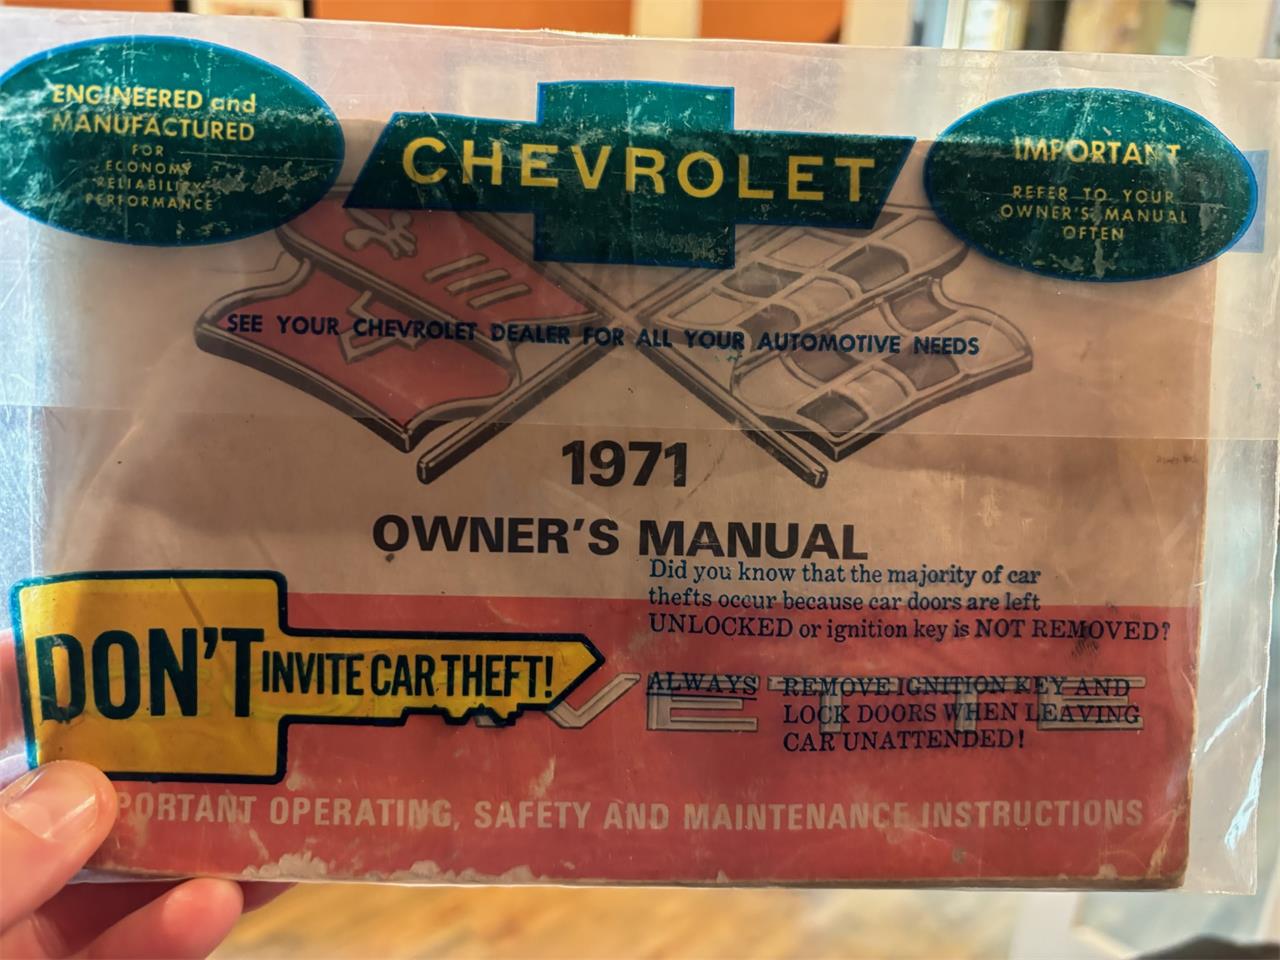 ENGINEERED and
MANUFACTURED
FOR
ECONOMY
RELIABILITY
PERFORMANCE
CHEVROLET
IMPORTANT
REFER TO YOUR
OWNER'S MANUAL
OFTEN
SEE YOUR CHEVROLET DEALER FOR ALL YOUR AUTOMOTIVE NEEDS
1971
OWNER'S MANUAL
Did you know that the majority of car
thefts occur because car doors are left
UNLOCKED or ignition key is NOT REMOVED?
DON'T INVITE CAR THEFT!
VETTE
ALWAYS REMOVE IGNITION KEY AND
LOCK DOORS WHEN LEAVING
CAR UNATTENDED!
PORTANT OPERATING, SAFETY AND MAINTENANCE INSTRUCTIONS